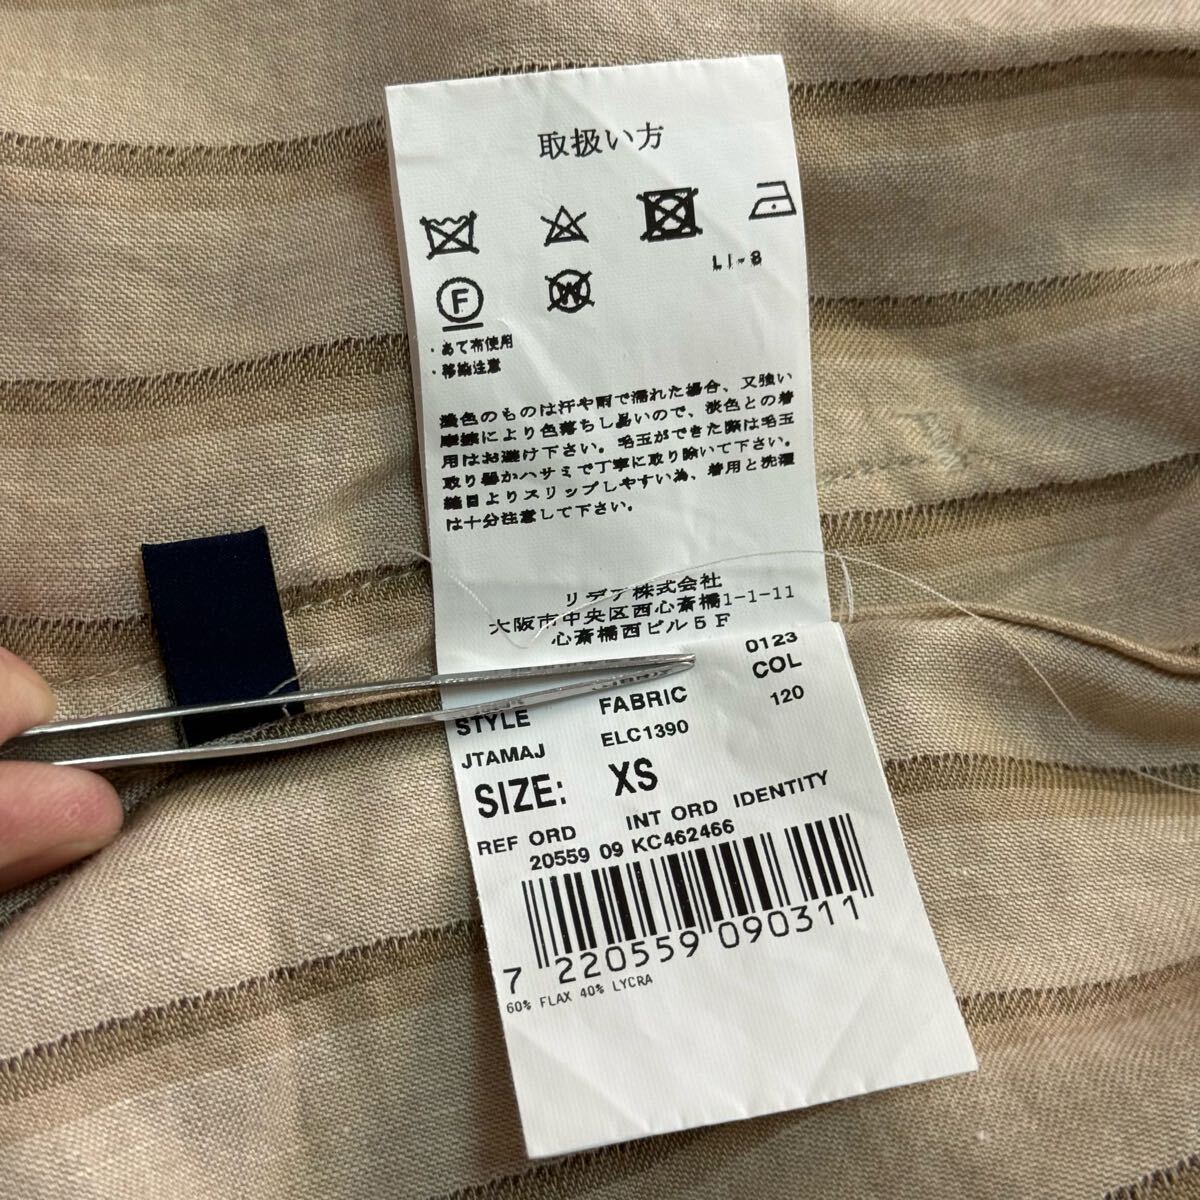 取扱い方
LI-8
F
W
・あて布使用
・移染注意
淡色のものは汗や雨で濡れた場合、又強い
摩擦により色落ちし易いので、淡色との着
用はお避け下さい。毛玉ができた際は毛玉
取り器かハサミで丁寧に取り除いて下さい。
縫目よりスリップしやすい為、着用と洗濯
は十分注意して下さい。
リデア株式会社
大阪市中央区西心斎橋1-1-11
心斎橋西ビル5F
0123
STYLE FABRIC COL
JTAMAJ ELC1390 120
SIZE: XS
REF ORD INT ORD IDENTITY
20559 09 KC462466
7 220559 090311
60% FLAX 40% LYCRA